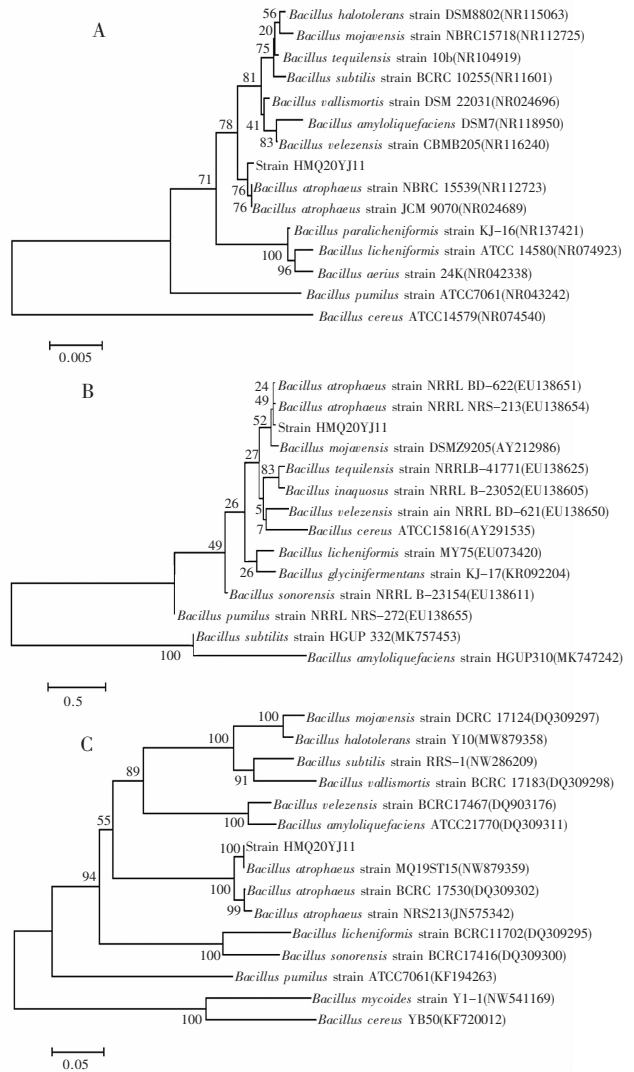 A
56
Bacillus halotolerans strain DSM8802(NR115063)
20
Bacillus mojavensis strain NBRC15718(NR112725)
75
Bacillus tequilensis strain 10b(NR104919)
Bacillus subtilis strain BCRC 10255(NR11601)
81
Bacillus vallismortis strain DSM 22031(NR024696)
41
Bacillus amyloliquefaciens DSM7(NR118950)
78
83
Bacillus velezensis strain CBMB205(NR116240)
Strain HMQ20YJ11
71
76
Bacillus atrophaeus strain NBRC 15539(NR112723)
76
Bacillus atrophaeus strain JCM 9070(NR024689)
Bacillus paralicheniformis strain KJ-16(NR137421)
100
Bacillus licheniformis strain ATCC 14580(NR074923)
96
Bacillus aerius strain 24K(NR042338)
Bacillus pumilus strain ATCC7061(NR043242)
Bacillus cereus ATCC14579(NR074540)
0.005
B
24
Bacillus atrophaeus strain NRRL BD-622(EU138651)
49
Bacillus atrophaeus strain NRRL NRS-213(EU138654)
52
Strain HMQ20YJ11
Bacillus mojavensis strain DSMZ9205(AY212986)
27
83
Bacillus tequilensis strain NRRLB-41771(EU138625)
Bacillus inaquosus strain NRRL B-23052(EU138605)
26
5
Bacillus velezensis strain ain NRRL BD-621(EU138650)
7
Bacillus cereus ATCC15816(AY291535)
49
Bacillus licheniformis strain MY75(EU073420)
26
Bacillus glycinifermentans strain KJ-17(KR092204)
Bacillus sonorensis strain NRRL B-23154(EU138611)
Bacillus pumilus strain NRRL NRS-272(EU138655)
Bacillus subtilits strain HGUP 332(MK757453)
100
Bacillus amyloliquefaciens strain HGUP310(MK747242)
0.5
C
100
Bacillus mojavensis strain DCRC 17124(DQ309297)
100
Bacillus halotolerans strain Y10(MW879358)
Bacillus subtilis strain RRS-1(NW286209)
89
91
Bacillus vallismortis strain BCRC 17183(DQ309298)
Bacillus velezensis strain BCRC17467(DQ903176)
55
100
Bacillus amyloliquefaciens ATCC21770(DQ309311)
100
Strain HMQ20YJ11
Bacillus atrophaeus strain MQ19ST15(NW879359)
94
100
Bacillus atrophaeus strain BCRC 17530(DQ309302)
99
Bacillus atrophaeus strain NRS213(JN575342)
Bacillus licheniformis strain BCRC11702(DQ309295)
100
Bacillus sonorensis strain BCRC17416(DQ309300)
Bacillus pumilus strain ATCC7061(KF194263)
Bacillus mycoides strain Y1-1(NW541169)
100
Bacillus cereus YB50(KF720012)
0.05